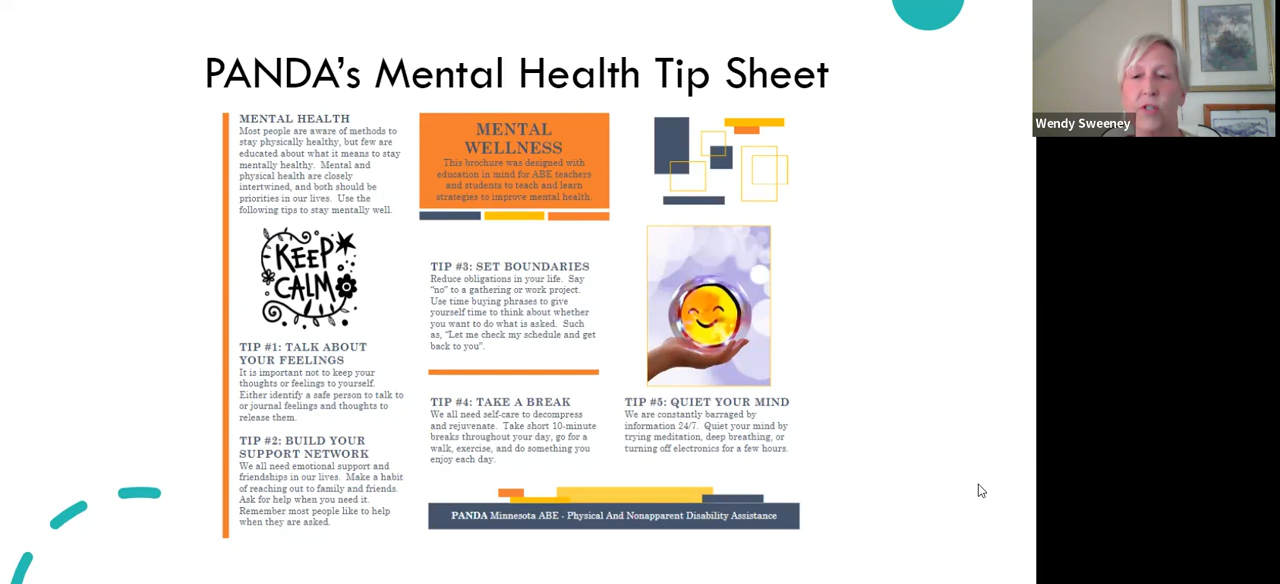 PANDA's Mental Health Tip Sheet
MENTAL HEALTH
Most people are aware of methods to
stay physically healthy, but few are
educated about what it means to stay
mentally healthy. Mental and
physical health are closely
intertwined, and both should be
priorities in our lives. Use the
following tips to stay mentally well.
KEEP
CALM
TIP #1: TALK ABOUT
YOUR FEELINGS
It is important not to keep your
thoughts or feelings to yourself.
Either identify a safe person to talk to
or journal feelings and thoughts to
release them.
TIP #2: BUILD YOUR
SUPPORT NETWORK
We all need emotional support and
friendships in our lives. Make a habit
of reaching out to family and friends.
Ask for help when you need it.
Remember most people like to help
when they are asked.
MENTAL
WELLNESS
This brochure was designed with
education in mind for ABE teachers
and students to teach and learn
strategies to improve mental health.
TIP #3: SET BOUNDARIES
Reduce obligations in your life. Say
"no" to a gathering or work project.
Use time buying phrases to give
yourself time to think about whether
you want to do what is asked. Such
as, "Let me check my schedule and get
back to you".
TIP #4: TAKE A BREAK
We all need self-care to decompress
and rejuvenate. Take short 10-minute
breaks throughout your day, go for a
walk, exercise, and do something you
enjoy each day.
TIP #5: QUIET YOUR MIND
We are constantly barraged by
information 24/7. Quiet your mind by
trying meditation, deep breathing, or
turning off electronics for a few hours.
PANDA Minnesota ABE - Physical And Nonapparent Disability Assistance
Wendy Sweeney